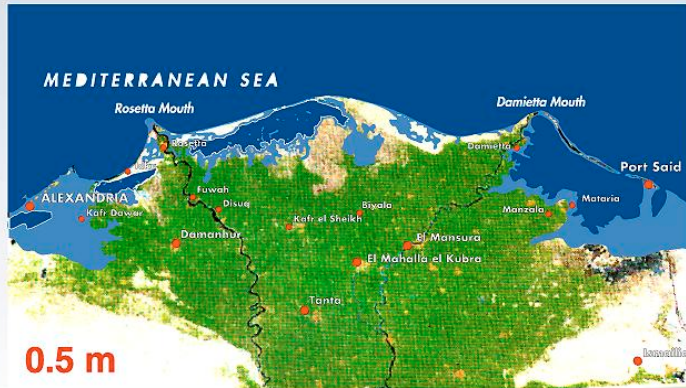 MEDITERRANEAN SEA
Rosetta Mouth
Damietta Mouth
Rosetta
Damietta
Port Said
Fuwah
ALEXANDRIA
Disuq
Biyala
Manzala
Mataria
Kafr Dawar
Kafr el Sheikh
Damanhur
El Mansura
El Mahalla el Kubra
Tanta
0.5 m
Ismailia